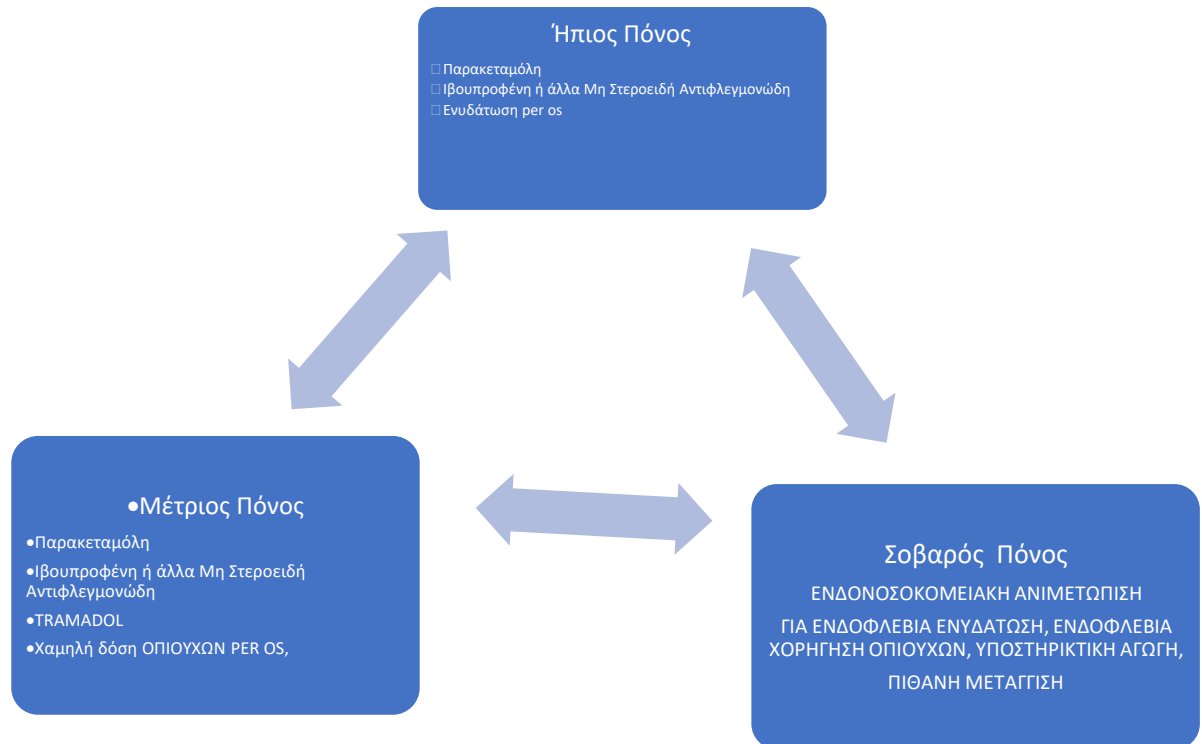 Ήπιος Πόνος
□Παρακεταμόλη
□Ιβουπροφένη ή άλλα Μη Στεροειδή Αντιφλεγμονώδη
□Ενυδάτωση per os
•Μέτριος Πόνος
•Παρακεταμόλη
•Ιβουπροφένη ή άλλα Μη Στεροειδή
Αντιφλεγμονώδη
•TRAMADOL
•Χαμηλή δόση ΟΠΙΟΥΧΩΝ PER OS,
Σοβαρός Πόνος
ΕΝΔΟΝΟΣΟΚΟΜΕΙΑΚΗ ΑΝΙΜΕΤΩΠΙΣΗ
ΓΙΑ ΕΝΔΟΦΛΕΒΙΑ ΕΝΥΔΑΤΩΣΗ, ΕΝΔΟΦΛΕΒΙΑ
ΧΟΡΗΓΗΣΗ ΟΠΙΟΥΧΩΝ, ΥΠΟΣΤΗΡΙΚΤΙΚΗ ΑΓΩΓΗ,
ΠΙΘΑΝΗ ΜΕΤΑΓΓΙΣΗ